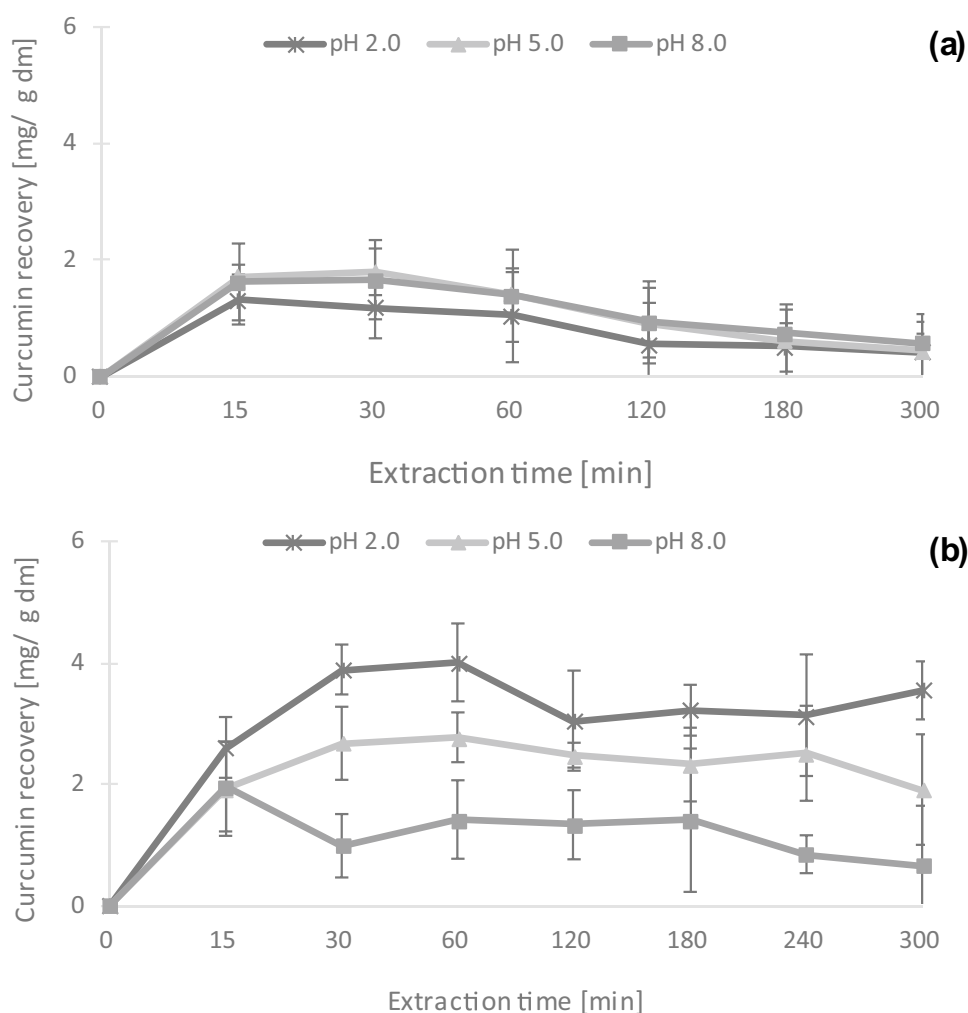 pH 2.0 pH 5.0 pH 8.0
(a)
Curcumin recovery [mg/ g dm]
6
4
2
0
0 15 30 60 120 180 300
Extraction time [min]
pH 2.0 pH 5.0 pH 8.0
(b)
Curcumin recovery [mg/ g dm]
6
4
2
0
0 15 30 60 120 180 240 300
Extraction time [min]